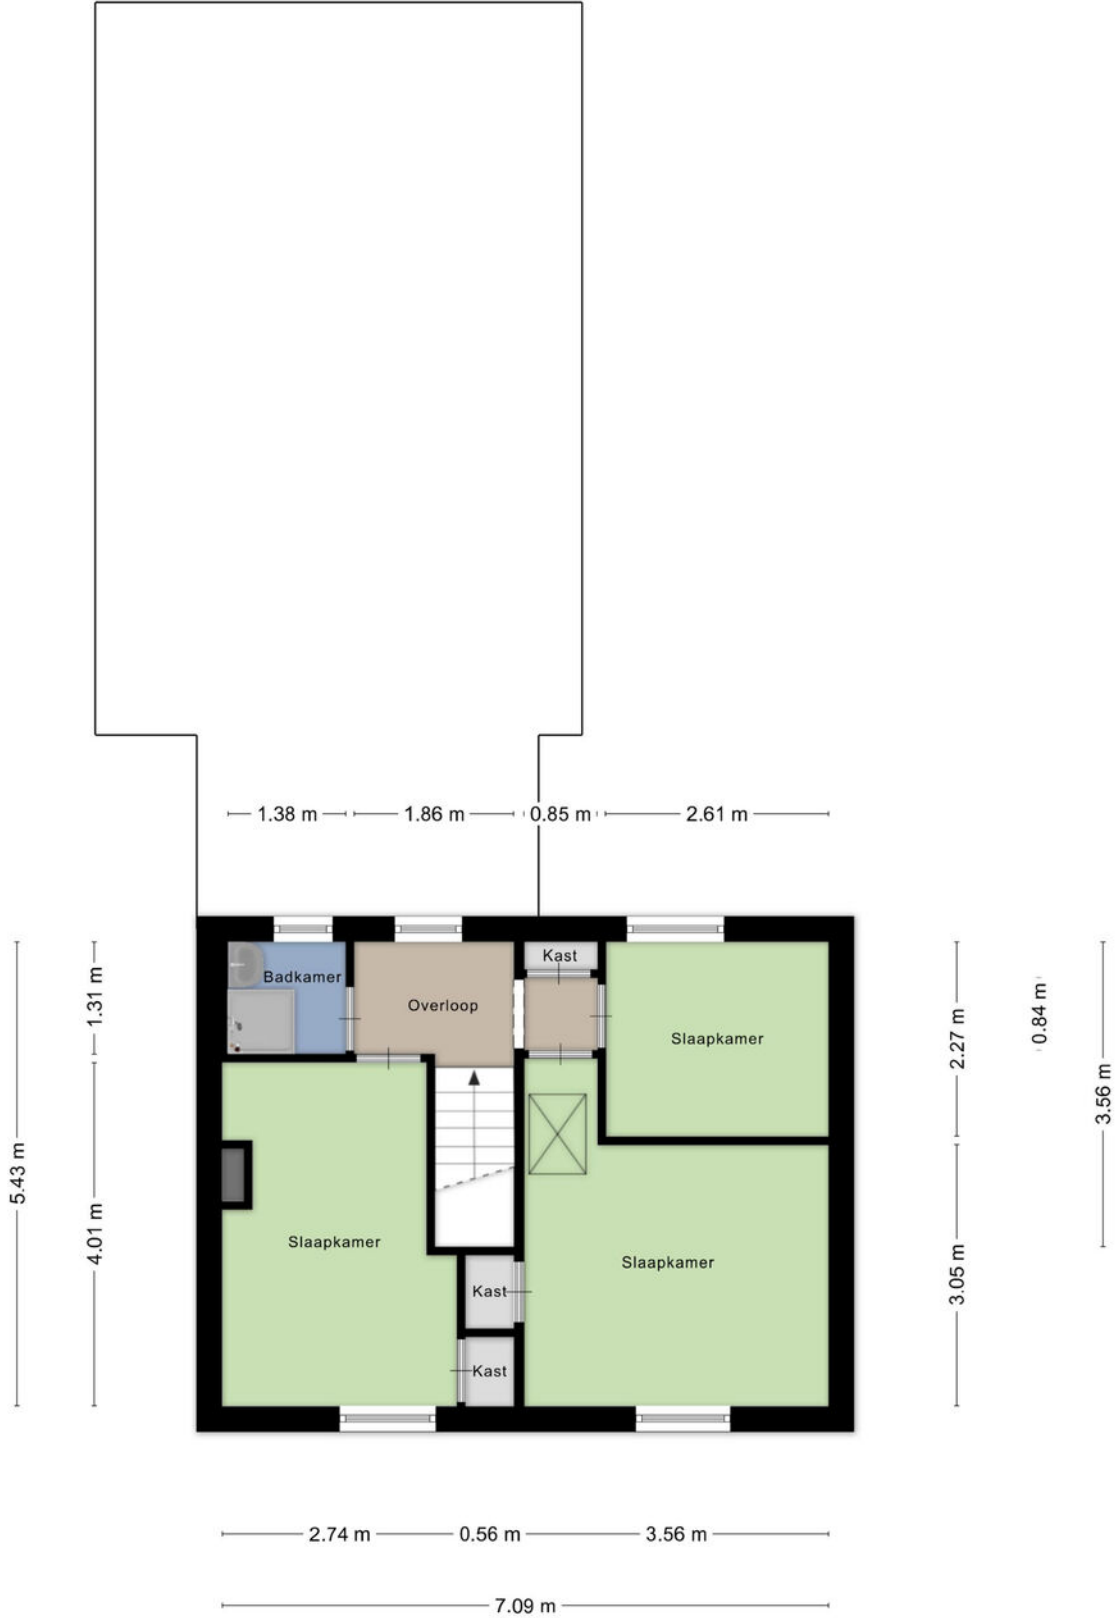 1.38 m
1.86 m
0.85 m
2.61 m
Kast
Badkamer
Overloop
Slaapkamer
1.31 m
2.27 m
0.84 m
3.56 m
5.43 m
4.01 m
3.05 m
Slaapkamer
Slaapkamer
Kast
Kast
2.74 m
0.56 m
3.56 m
7.09 m